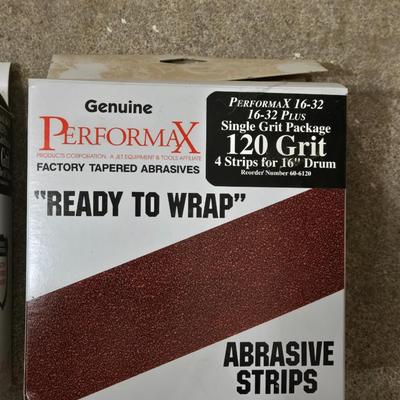 Genuine
PERFORMAX
PRODUCTS CORPORATION · A JET EQUIPMENT & TOOLS AFFILIATE
FACTORY TAPERED ABRASIVES
PERFORMAX 16-32
16-32 PLUS
Single Grit Package
120 Grit
4 Strips for 16" Drum
Reorder Number 60-6120
"READY TO WRAP"
ABRASIVE
STRIPS